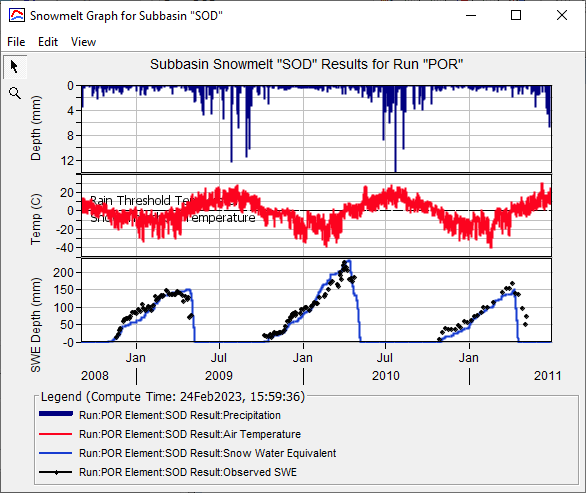 Snowmelt Graph for Subbasin "SOD"
File Edit View
Subbasin Snowmelt "SOD" Results for Run "POR"
Depth (mm)
0
4
8
12
Temp (C)
20
0
-20
-40
Rain Threshold Te
Temperature
SWE Depth (mm)
200
150
100
50
-0
Jan Jul Jan Jul Jan
2008 2009 2010 2011
Legend (Compute Time: 24Feb2023, 15:59:36)
Run:POR Element:SOD Result:Precipitation
Run:POR Element:SOD Result:Air Temperature
Run:POR Element:SOD Result:Snow Water Equivalent
Run:POR Element:SOD Result:Observed SWE